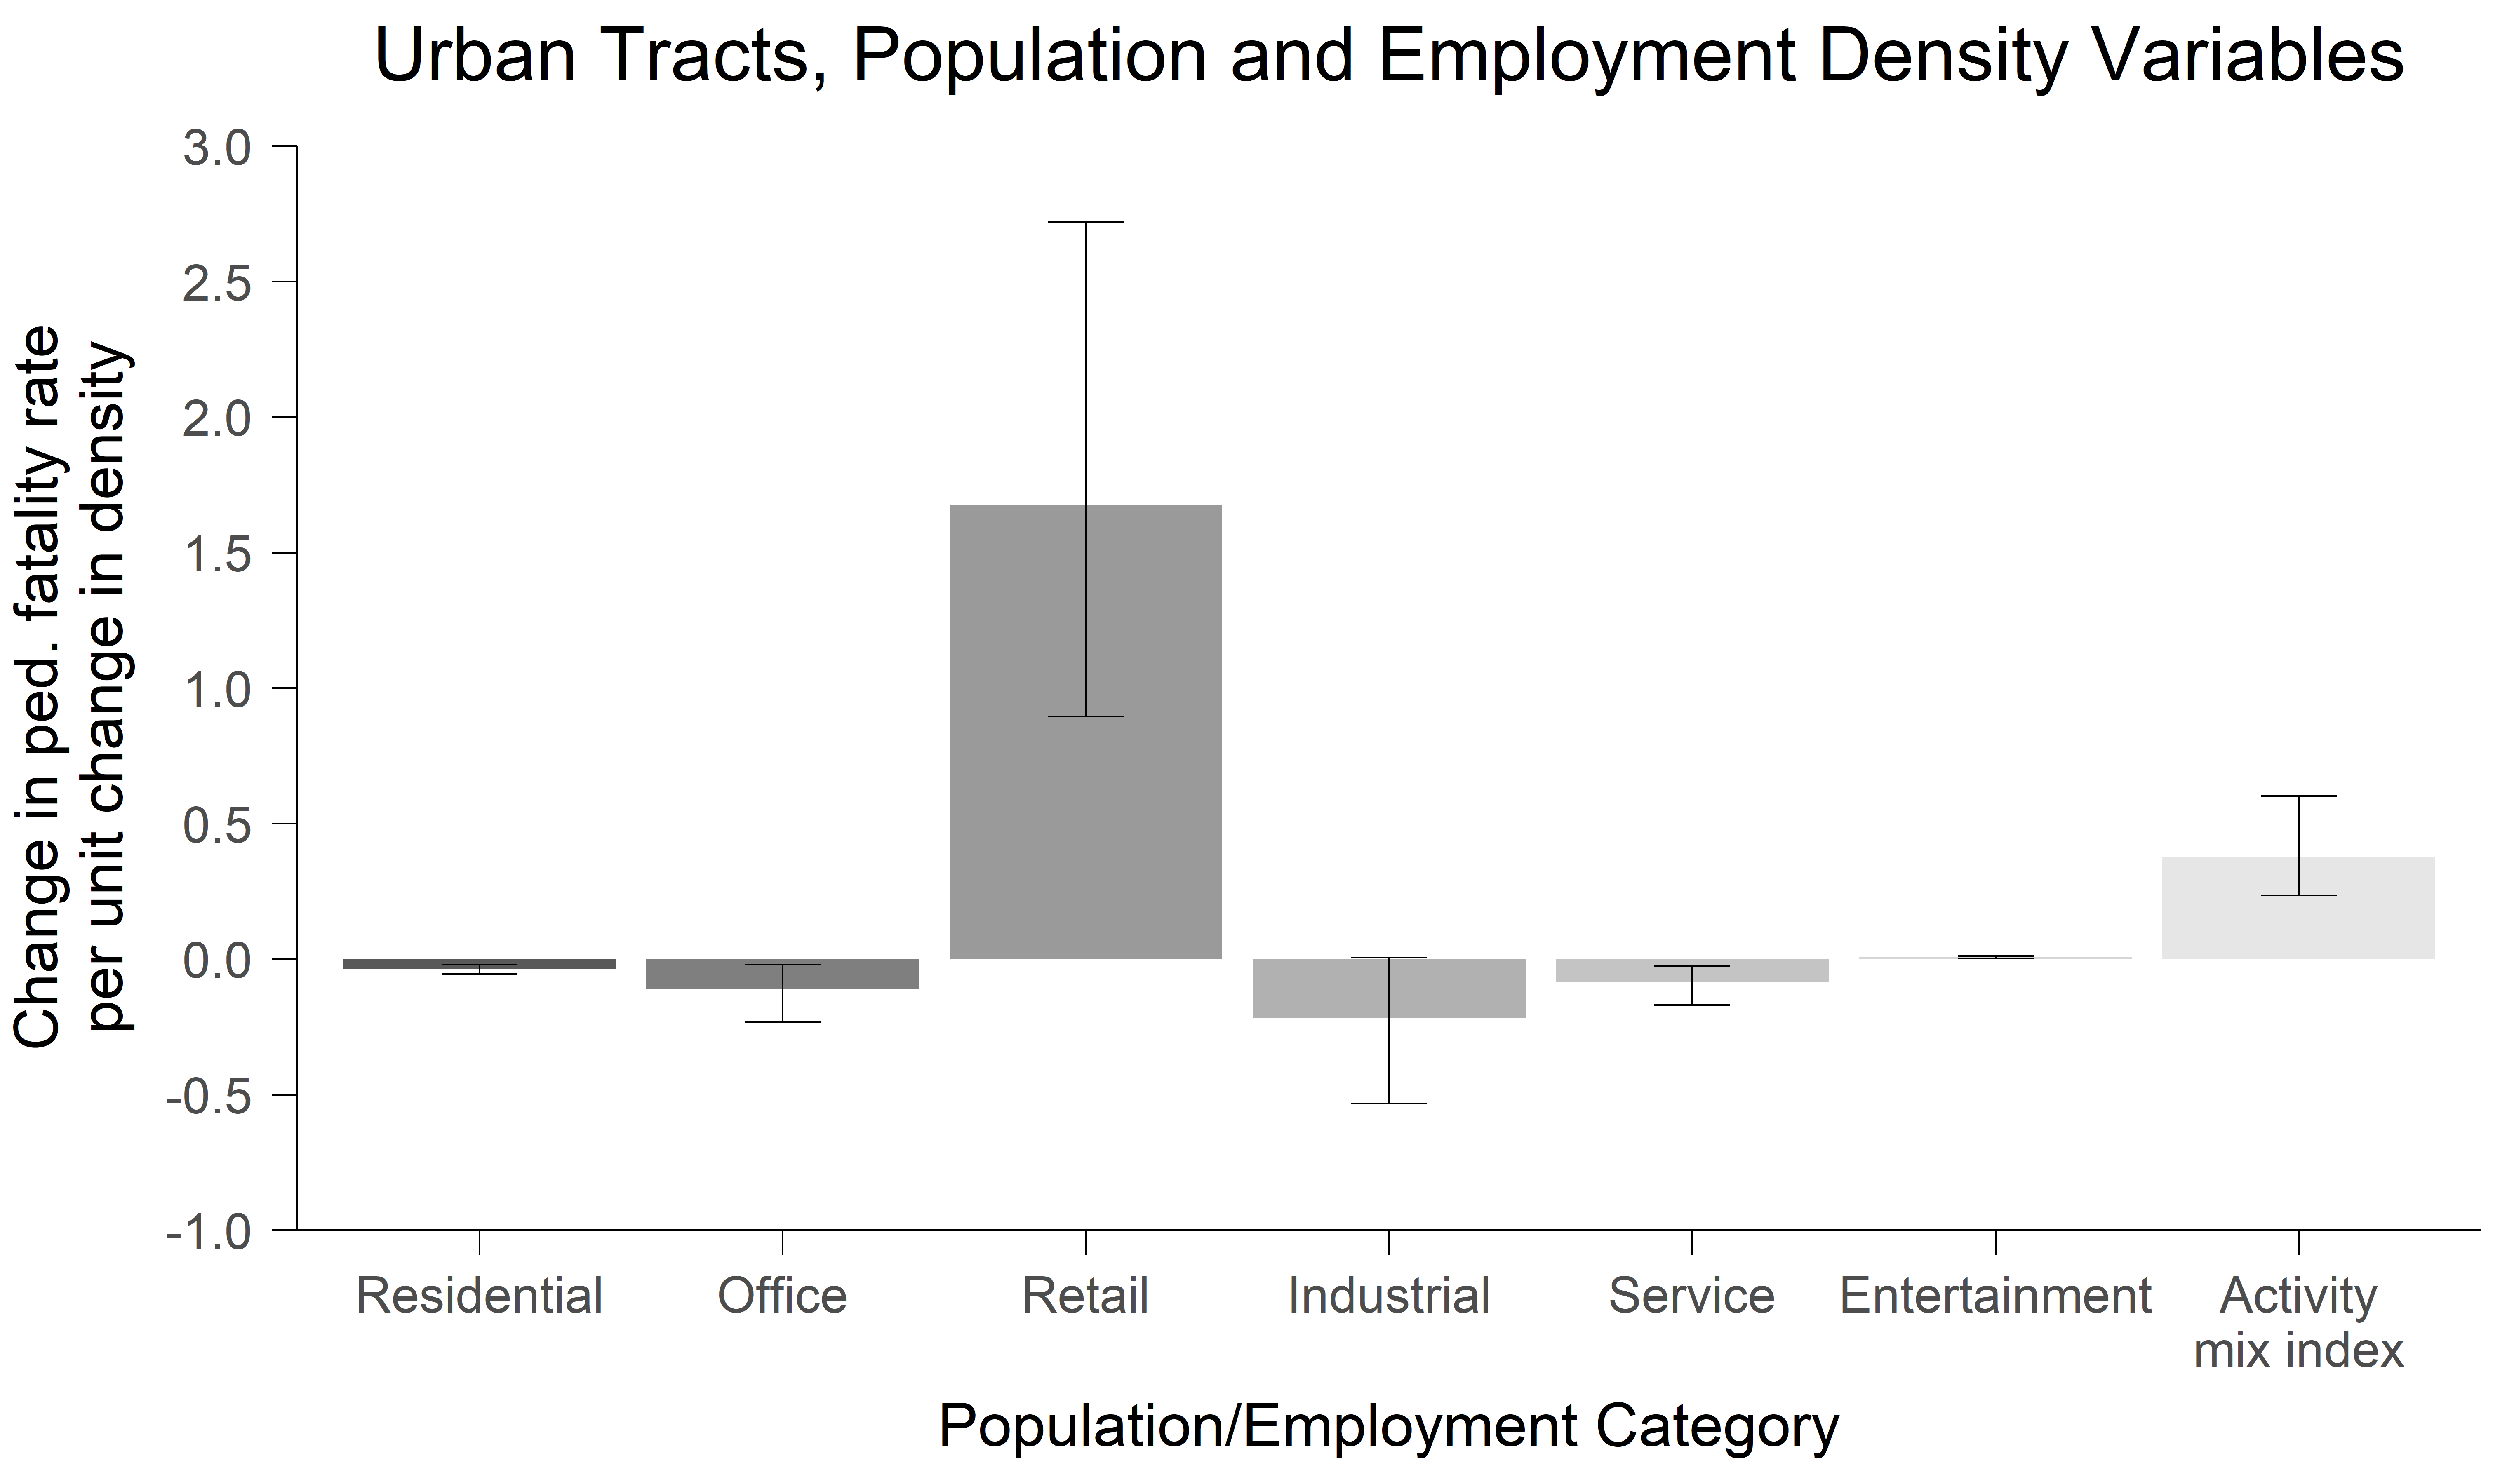 Urban Tracts, Population and Employment Density Variables
Change in ped. fatality rate
per unit change in density
3.0
2.5
2.0
1.5
1.0
0.5
0.0
-0.5
-1.0
Residential
Office
Retail
Industrial
Service
Entertainment
Activity
mix index
Population/Employment Category